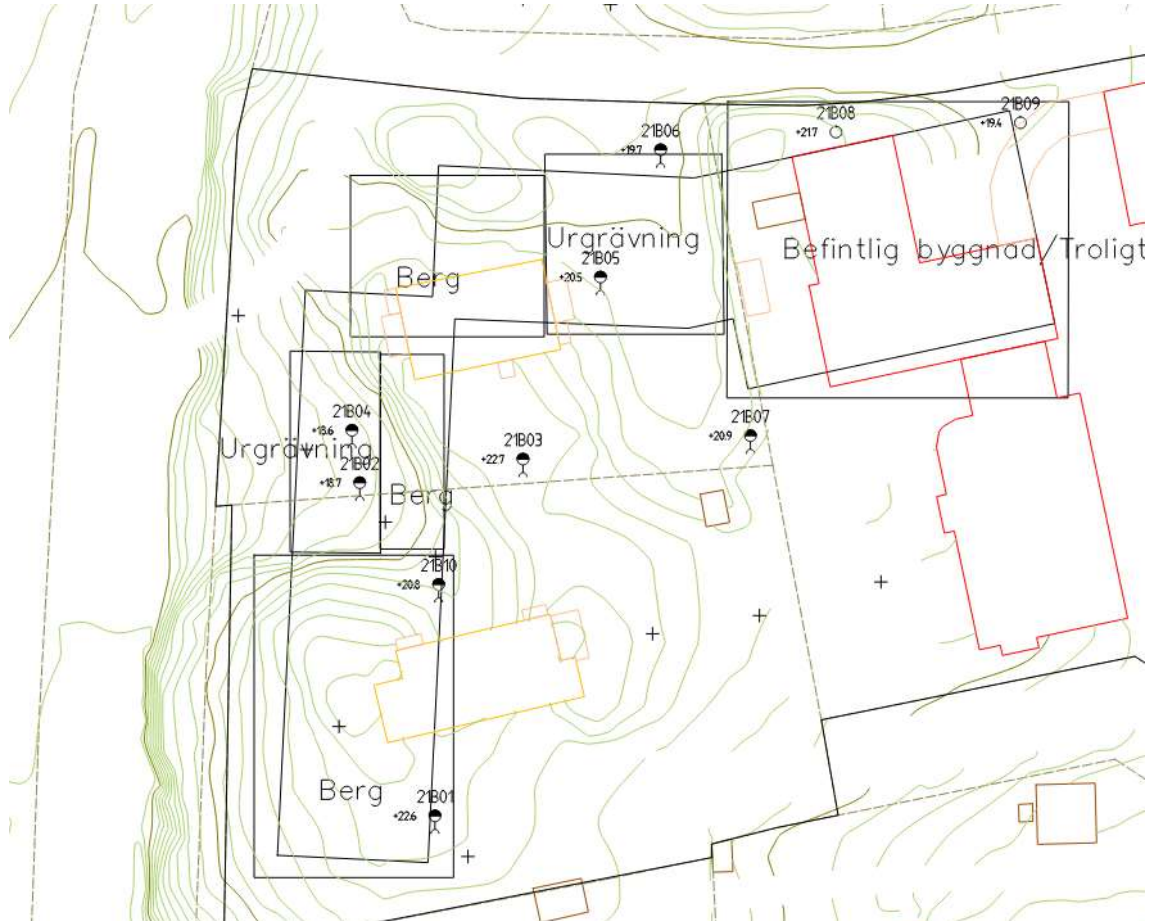 21B09
21B08
+19.4
+21.7
21B06
+19.7
Urgrävning
Befintlig byggnad/Troligt
21B05
+20.5
Berg
21B04
+18.6
21B07
+20.9
Urgrävning
21B03
+22.7
21B02
+18.7
Berg
21B10
+20.8
Berg
21B01
+22.6